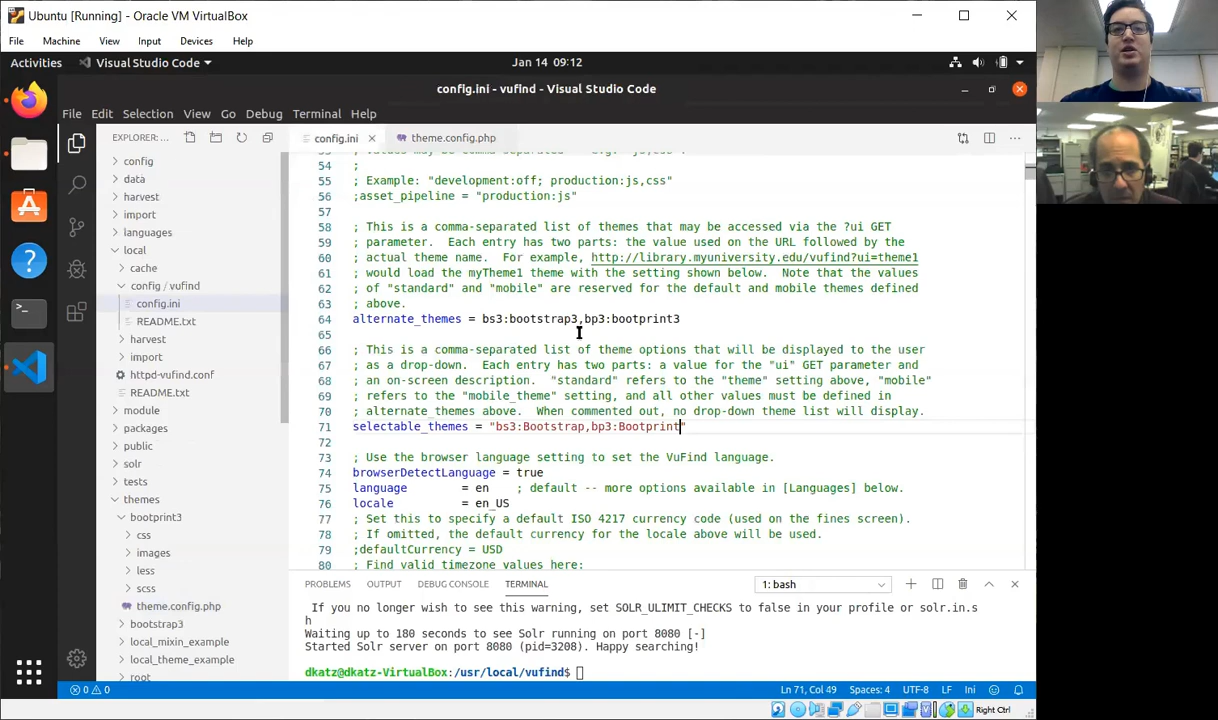 Ubuntu [Running] - Oracle VM VirtualBox
File Machine View Input Devices Help
Activities Visual Studio Code Jan 14 09:12
config.ini - vufind - Visual Studio Code
File Edit Selection View Go Debug Terminal Help
EXPLORER: ...
config.ini
theme.config.php
config
data
harvest
import
languages
local
cache
config / vufind
config.ini
README.txt
harvest
import
httpd-vufind.conf
README.txt
module
packages
public
solr
tests
themes
bootprint3
css
images
less
scss
theme.config.php
bootstrap3
local_mixin_example
local_theme_example
root
54 ;
55 ; Example: "development:off; production:js,css"
56 ;asset_pipeline = "production:js"
57
58 ; This is a comma-separated list of themes that may be accessed via the ?ui GET
59 ; parameter. Each entry has two parts: the value used on the URL followed by the
60 ; actual theme name. For example, http://library.myuniversity.edu/vufind?ui=theme1
61 ; would load the myTheme1 theme with the setting shown below. Note that the values
62 ; of "standard" and "mobile" are reserved for the default and mobile themes defined
63 ; above.
64 alternate_themes = bs3:bootstrap3,bp3:bootprint3
65
66 ; This is a comma-separated list of theme options that will be displayed to the user
67 ; as a drop-down. Each entry has two parts: a value for the "ui" GET parameter and
68 ; an on-screen description. "standard" refers to the "theme" setting above, "mobile"
69 ; refers to the "mobile_theme" setting, and all other values must be defined in
70 ; alternate_themes above. When commented out, no drop-down theme list will display.
71 selectable_themes = "bs3:Bootstrap,bp3:Bootprint"
72
73 ; Use the browser language setting to set the VuFind language.
74 browserDetectLanguage = true
75 language = en ; default -- more options available in [Languages] below.
76 locale = en_US
77 ; Set this to specify a default ISO 4217 currency code (used on the fines screen).
78 ; If omitted, the default currency for the locale above will be used.
79 ;defaultCurrency = USD
80 ; Find valid timezone values here:
PROBLEMS OUTPUT DEBUG CONSOLE TERMINAL 1: bash
If you no longer wish to see this warning, set SOLR_ULIMIT_CHECKS to false in your profile or solr.in.s
h
Waiting up to 180 seconds to see Solr running on port 8080 [-]
Started Solr server on port 8080 (pid=3208). Happy searching!
dkatz@dkatz-VirtualBox:/usr/local/vufind$
0 0 Ln 71, Col 49 Spaces: 4 UTF-8 LF Ini
Right Ctrl